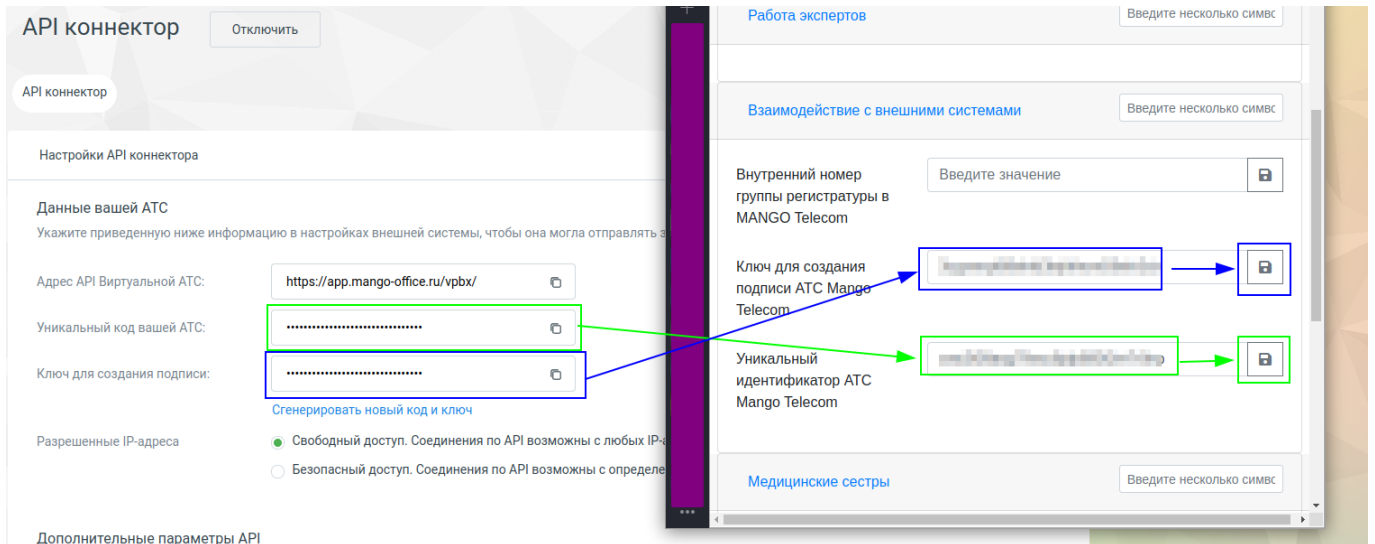 API коннектор
Отключить
API коннектор
Настройки API коннектора
Данные вашей АТС
Укажите приведенную ниже информацию в настройках внешней системы, чтобы она могла отправлять з
Адрес API Виртуальной АТС:
https://app.mango-office.ru/vpbx/
Уникальный код вашей АТС:
••••••••••••••••••••••••••••••••
Ключ для создания подписи:
••••••••••••••••••••••••••••••••
Сгенерировать новый код и ключ
Разрешенные IP-адреса
Свободный доступ. Соединения по API возможны с любых IP-а
Безопасный доступ. Соединения по API возможны с определе
Дополнительные параметры API
Работа экспертов
Введите несколько симвс
Взаимодействие с внешними системами
Введите несколько симвс
Внутренний номер
группы регистратуры в
MANGO Telecom
Введите значение
Ключ для создания
подписи АТС Mango
Telecom
Уникальный
идентификатор АТС
Mango Telecom
Медицинские сестры
Введите несколько симвс